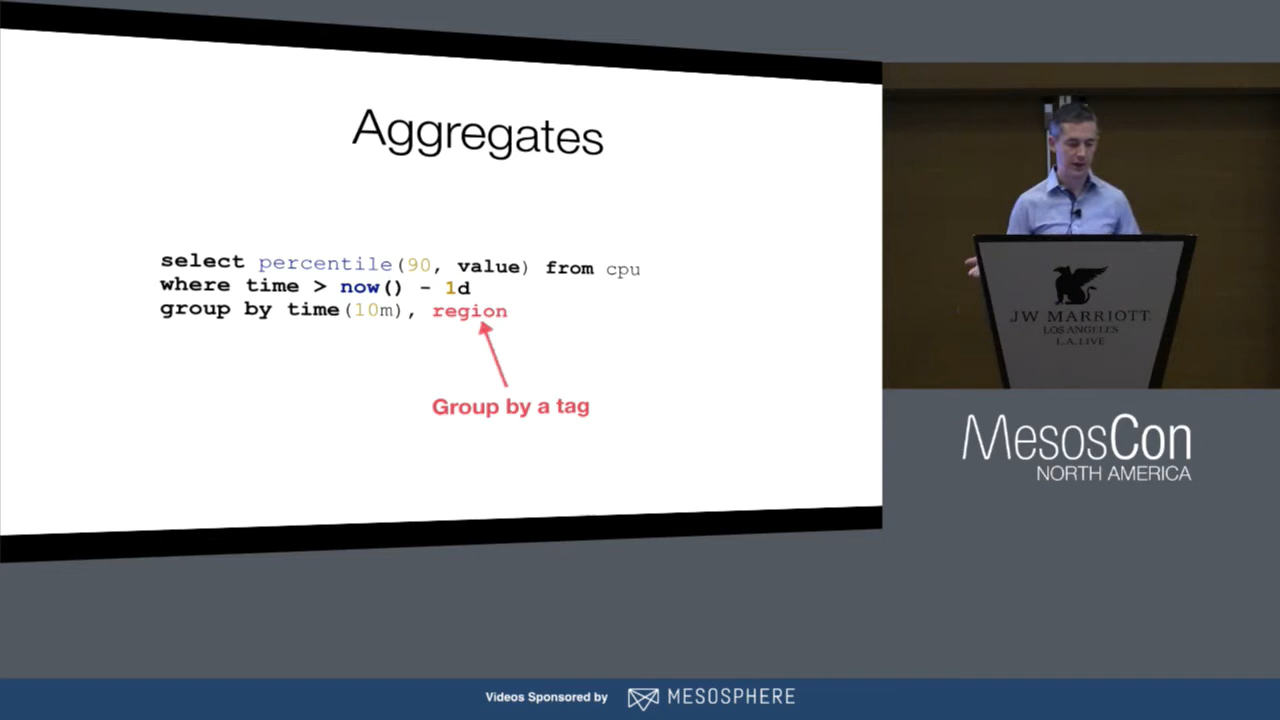 Aggregates
select percentile(90, value) from cpu
where time > now() - 1d
group by time(10m), region
Group by a tag
JW MARRIOTT
LOS ANGELES
L.A. LIVE
MesosCon
NORTH AMERICA
Videos Sponsored by MESOSPHERE